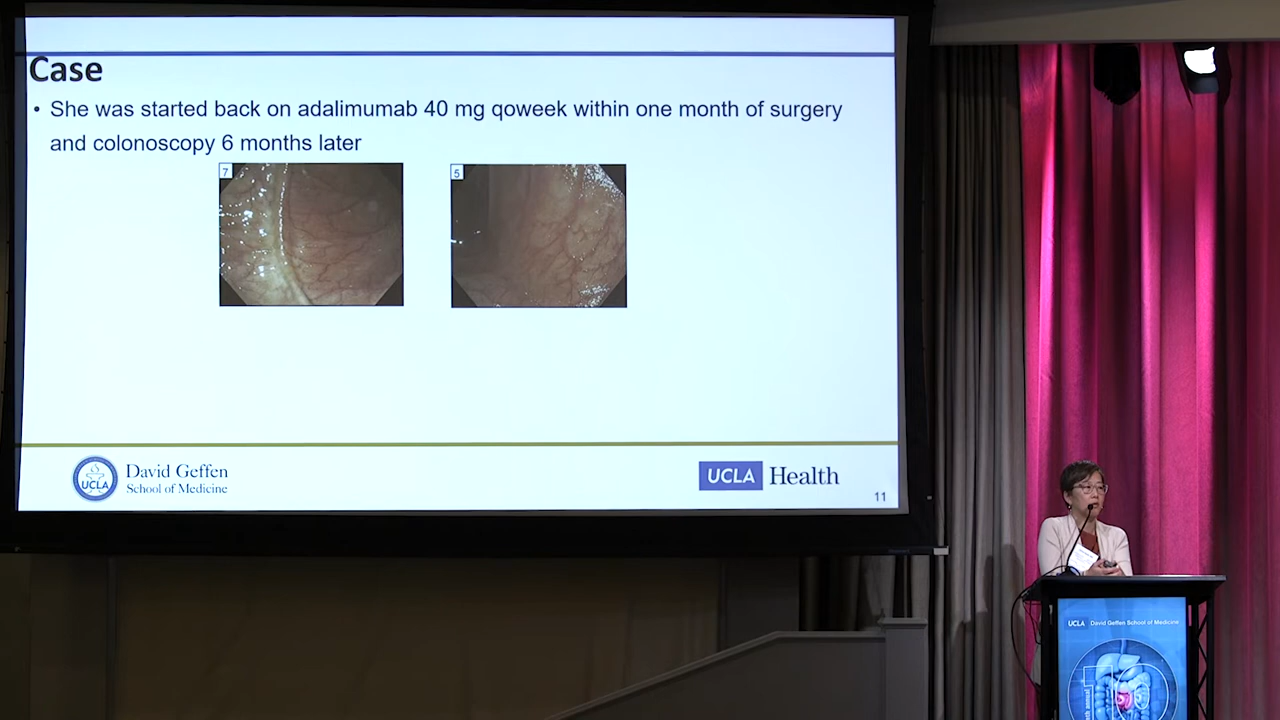 Case
• She was started back on adalimumab 40 mg qoweek within one month of surgery
and colonoscopy 6 months later
7
5
UCLA
David Geffen
School of Medicine
UCLA Health
11
UCLA David Geffen School of Medicine
annual